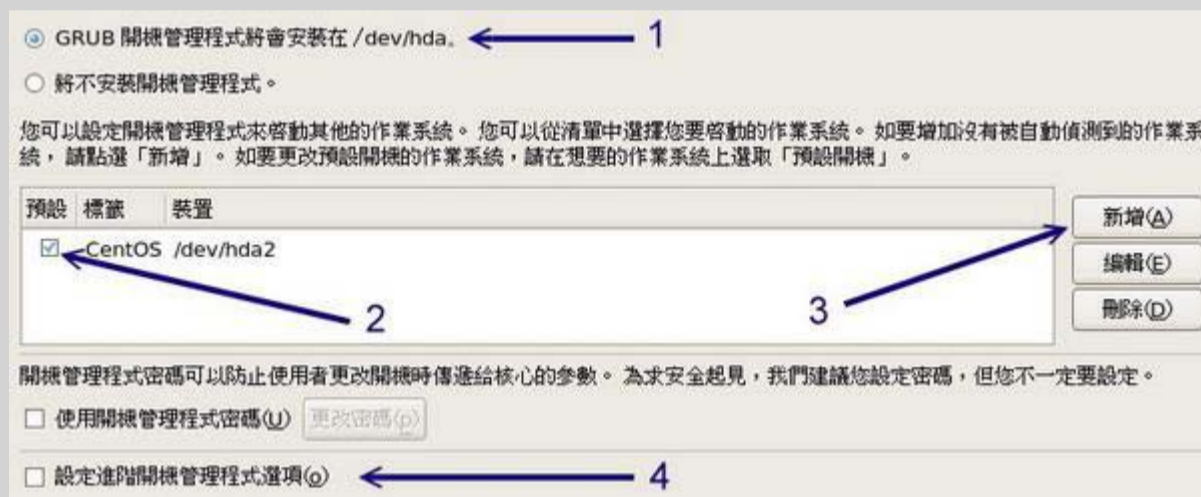 GRUB 開機管理程式將會安裝在 /dev/hda. 1
將不安裝開機管理程式。
您可以設定開機管理程式來啓動其他的作業系統。 您可以從清單中選擇您要啓動的作業系統。 如要增加沒有被自動偵測到的作業系
統， 請點選「新增」。 如要更改預設開機的作業系統，請在想要的作業系統上選取「預設開機」。
預設 標籤 裝置
新增(A)
CentOS /dev/hda2
編輯(E)
2 3
刪除(D)
開機管理程式密碼可以防止使用者更改開機時傳遞給核心的參數。 為求安全起見，我們建議您設定密碼，但您不一定要設定。
使用開機管理程式密碼(U) 更改密碼(p)
設定進階開機管理程式選項(o) 4